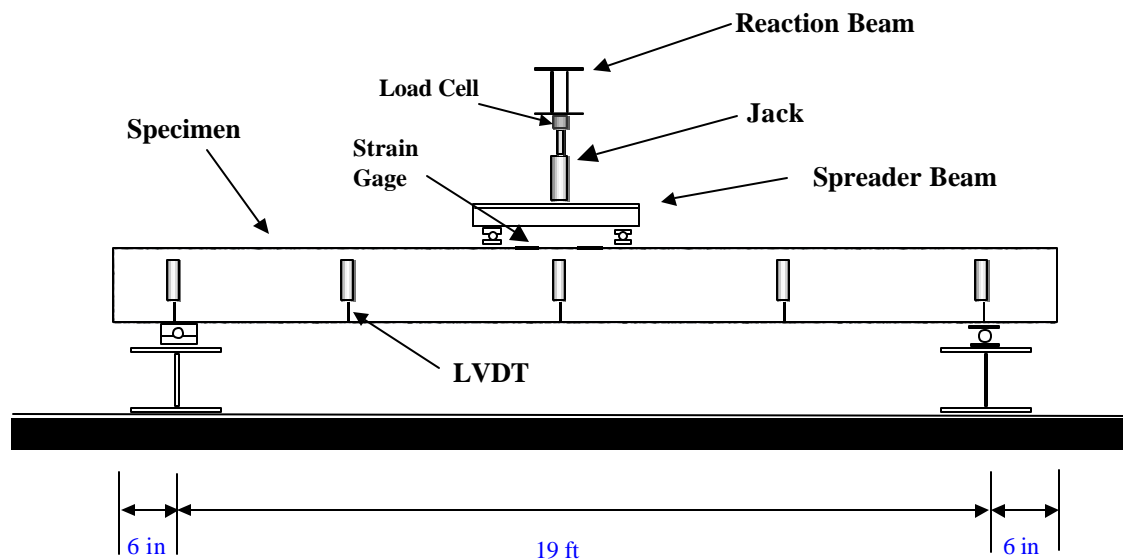 Reaction Beam
Load Cell
Jack
Specimen
Strain
Gage
Spreader Beam
LVDT
6 in
19 ft
6 in